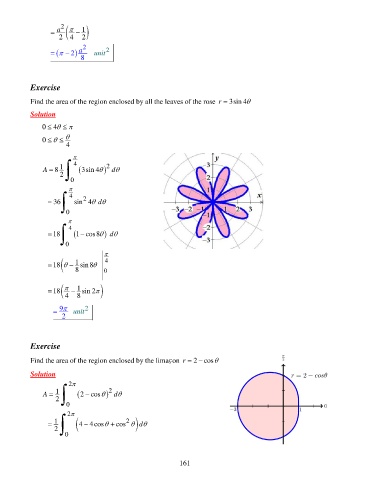 = a²/2 (π/4 − 1/2)
= (π − 2) a²/8 unit²
Exercise
Find the area of the region enclosed by all the leaves of the rose r = 3 sin 4θ
Solution
0 ≤ 4θ ≤ π
0 ≤ θ ≤ θ/4
A = 8 1/2 ∫₀^{π/4} (3 sin 4θ)² dθ
= 36 ∫₀^{π/4} sin² 4θ dθ
= 18 ∫₀^{π/4} (1 − cos 8θ) dθ
= 18 (θ − 1/8 sin 8θ |₀^{π/4}
= 18 (π/4 − 1/8 sin 2π)
= 9π/2 unit²
y
3
2
1
x
−3 −2 −1 1 2 3
−1
−2
−3
Exercise
Find the area of the region enclosed by the limaçon r = 2 − cos θ
Solution
A = 1/2 ∫₀^{2π} (2 − cos θ)² dθ
= 1/2 ∫₀^{2π} (4 − 4 cos θ + cos² θ) dθ
r = 2 − cosθ
1
161